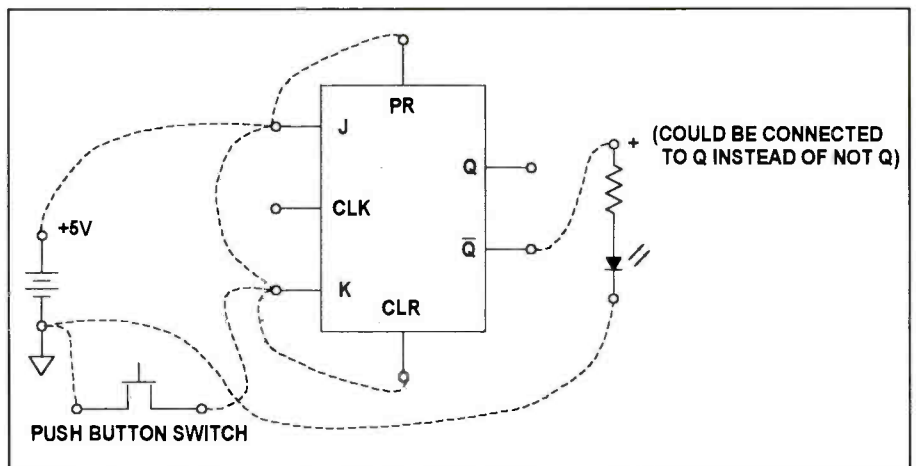 PR
J
(COULD BE CONNECTED
TO Q INSTEAD OF NOT Q)
+
Q
CLK
+5V
Q̅
K
CLR
PUSH BUTTON SWITCH